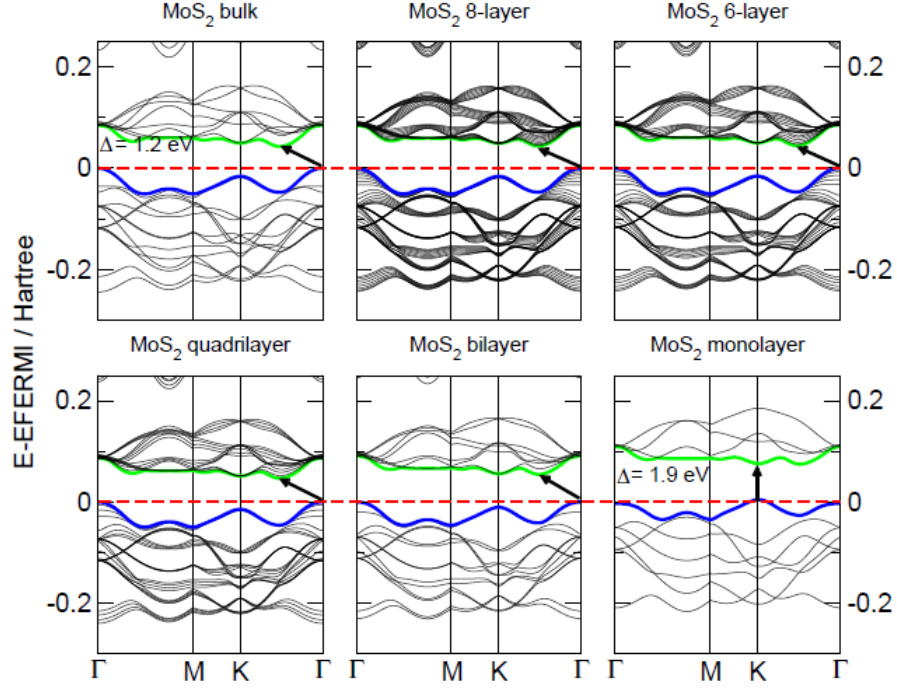 MoS₂ bulk
MoS₂ 8-layer
MoS₂ 6-layer
0.2
0
-0.2
Δ= 1.2 eV
0.2
0
-0.2
E-EFERMI / Hartree
MoS₂ quadrilayer
MoS₂ bilayer
MoS₂ monolayer
0.2
0
-0.2
Δ= 1.9 eV
0.2
0
-0.2
Γ M K Γ
Γ M K Γ
Γ M K Γ